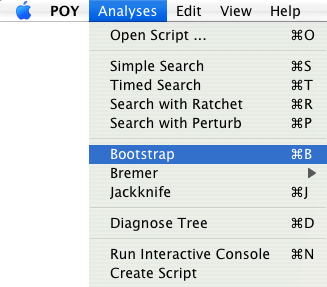 POY Analyses Edit View Help
Open Script ... ⌘O
Simple Search ⌘S
Timed Search ⌘T
Search with Ratchet ⌘R
Search with Perturb ⌘P
Bootstrap ⌘B
Bremer ▶
Jackknife ⌘J
Diagnose Tree ⌘D
Run Interactive Console ⌘N
Create Script